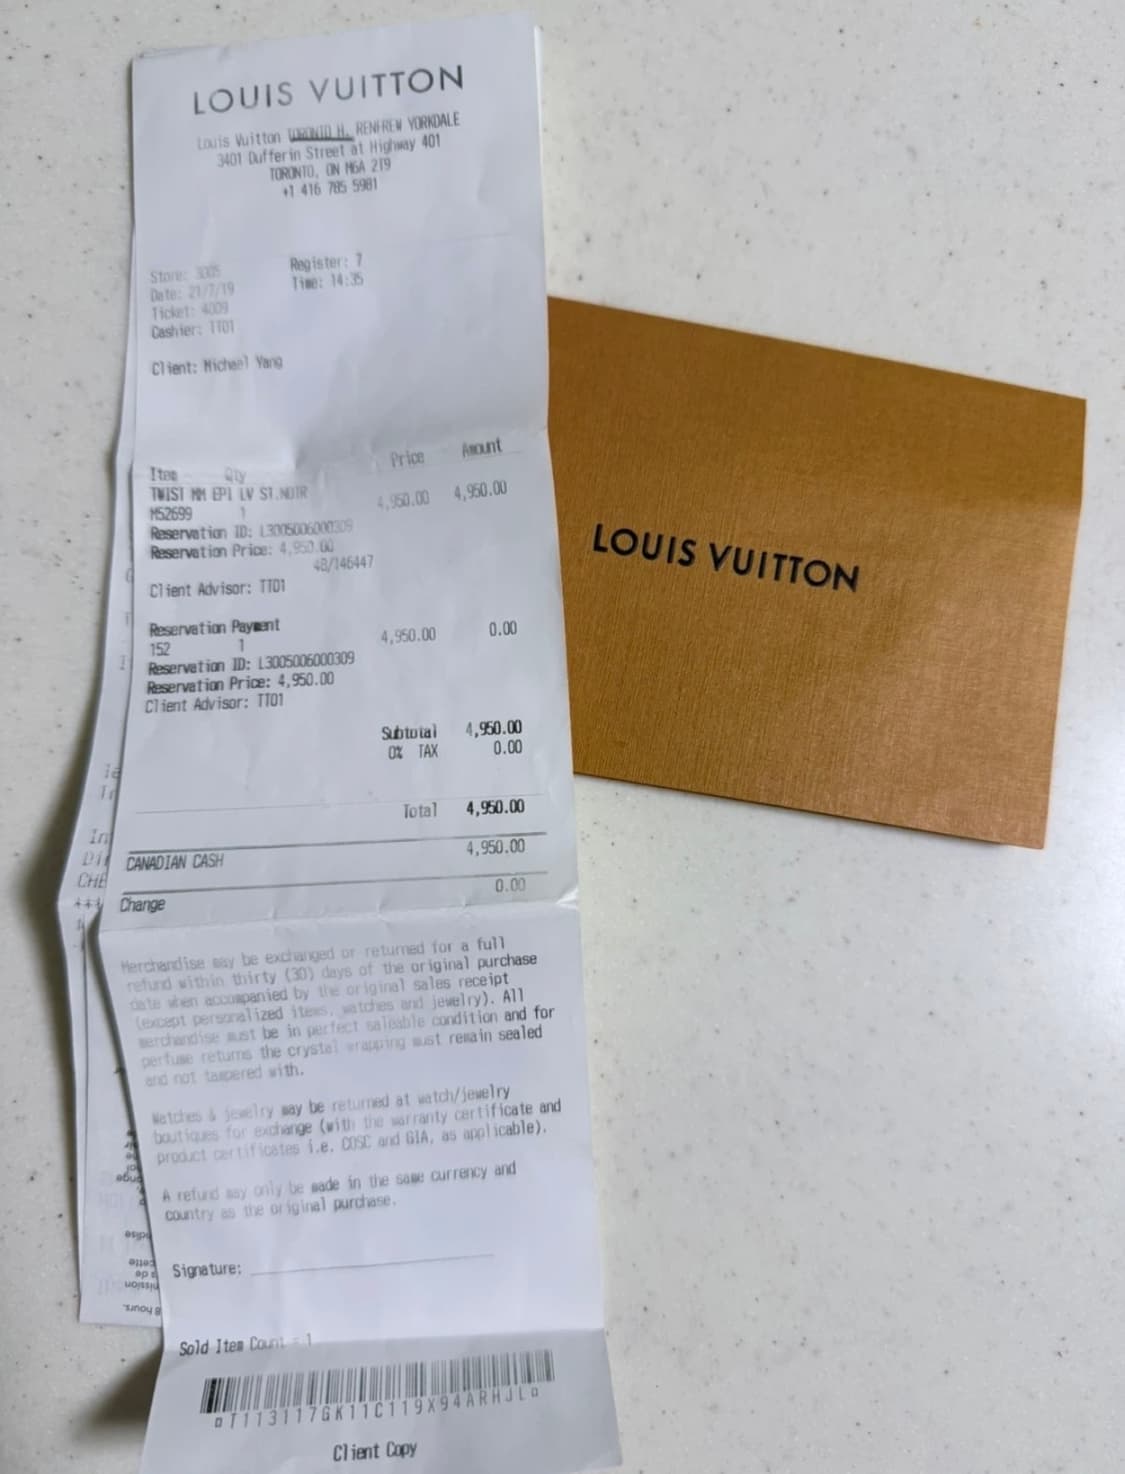 LOUIS VUITTON
Louis Vuitton TORONTO H. RENFREW YORKDALE
3401 Dufferin Street at Highway 401
TORONTO, ON M6A 2T9
+1 416 785 5981
Store: 3005 Register: 7
Date: 21/7/19 Time: 14:35
Ticket: 4009
Cashier: TT01
Client: Michael Yang
Item Qty Price Amount
TWIST MM EPI LV ST.NOIR 4,950.00 4,950.00
M52699 1
Reservation ID: L3005006000309
Reservation Price: 4,950.00
48/146447
Client Advisor: TT01
Reservation Payment 4,950.00 0.00
152 1
Reservation ID: L3005006000309
Reservation Price: 4,950.00
Client Advisor: TT01
Subtotal 4,950.00
0% TAX 0.00
Total 4,950.00
CANADIAN CASH 4,950.00
Change 0.00
Merchandise may be exchanged or returned for a full
refund within thirty (30) days of the original purchase
date when accompanied by the original sales receipt
(except personalized items, watches and jewelry). All
merchandise must be in perfect saleable condition and for
perfume returns the crystal wrapping must remain sealed
and not tampered with.
Watches & jewelry may be returned at watch/jewelry
boutiques for exchange (with the warranty certificate and
product certificates i.e. COSC and GIA, as applicable).
A refund may only be made in the same currency and
country as the original purchase.
Signature:
Sold Item Count = 1
T113117GK11C119X94ARHJL
Client Copy
CHE
cette
8 hours.
LOUIS VUITTON